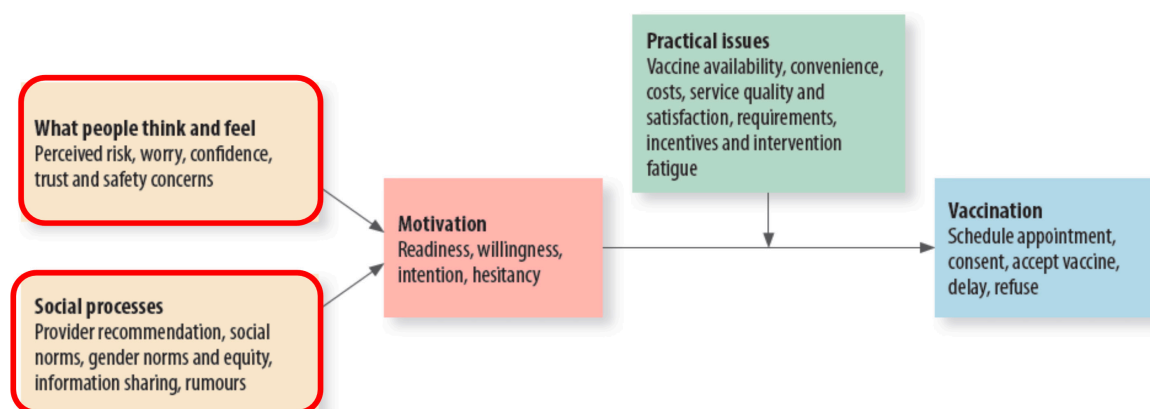 What people think and feel
Perceived risk, worry, confidence,
trust and safety concerns
Social processes
Provider recommendation, social
norms, gender norms and equity,
information sharing, rumours
Motivation
Readiness, willingness,
intention, hesitancy
Practical issues
Vaccine availability, convenience,
costs, service quality and
satisfaction, requirements,
incentives and intervention
fatigue
Vaccination
Schedule appointment,
consent, accept vaccine,
delay, refuse